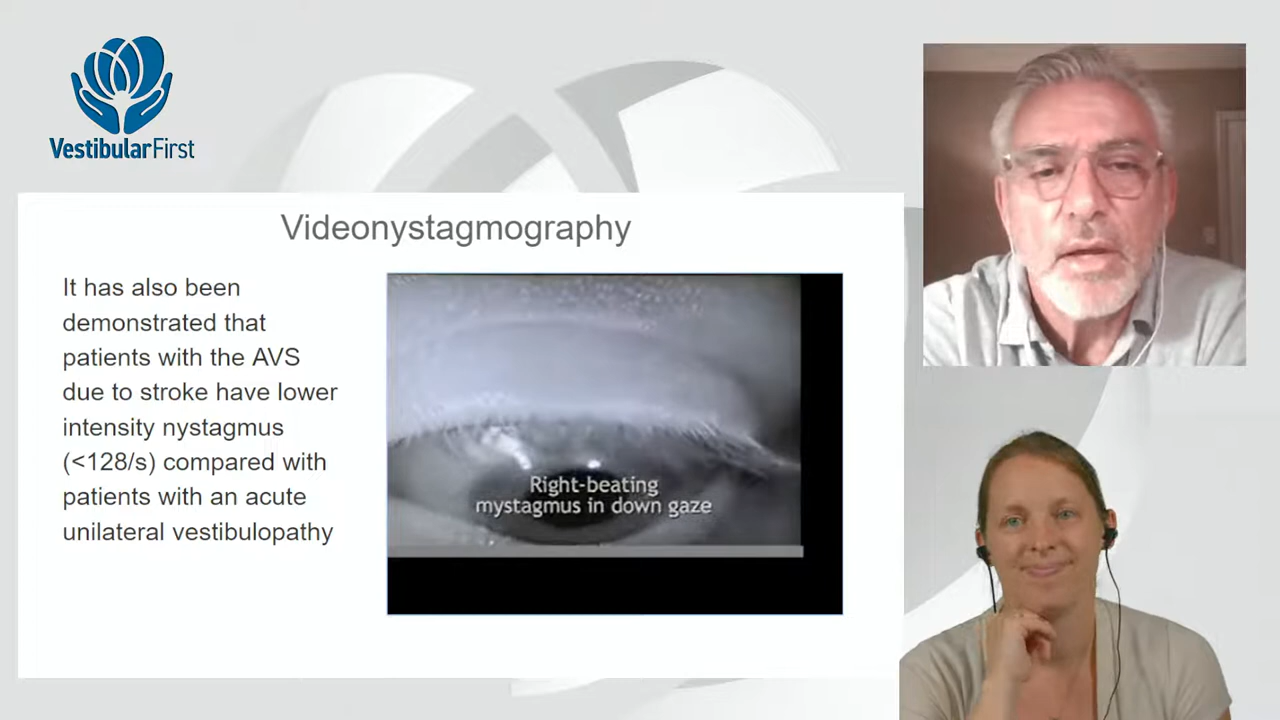 VestibularFirst
Videonystagmography
It has also been
demonstrated that
patients with the AVS
due to stroke have lower
intensity nystagmus
(<128/s) compared with
patients with an acute
unilateral vestibulopathy
Right-beating
mystagmus in down gaze